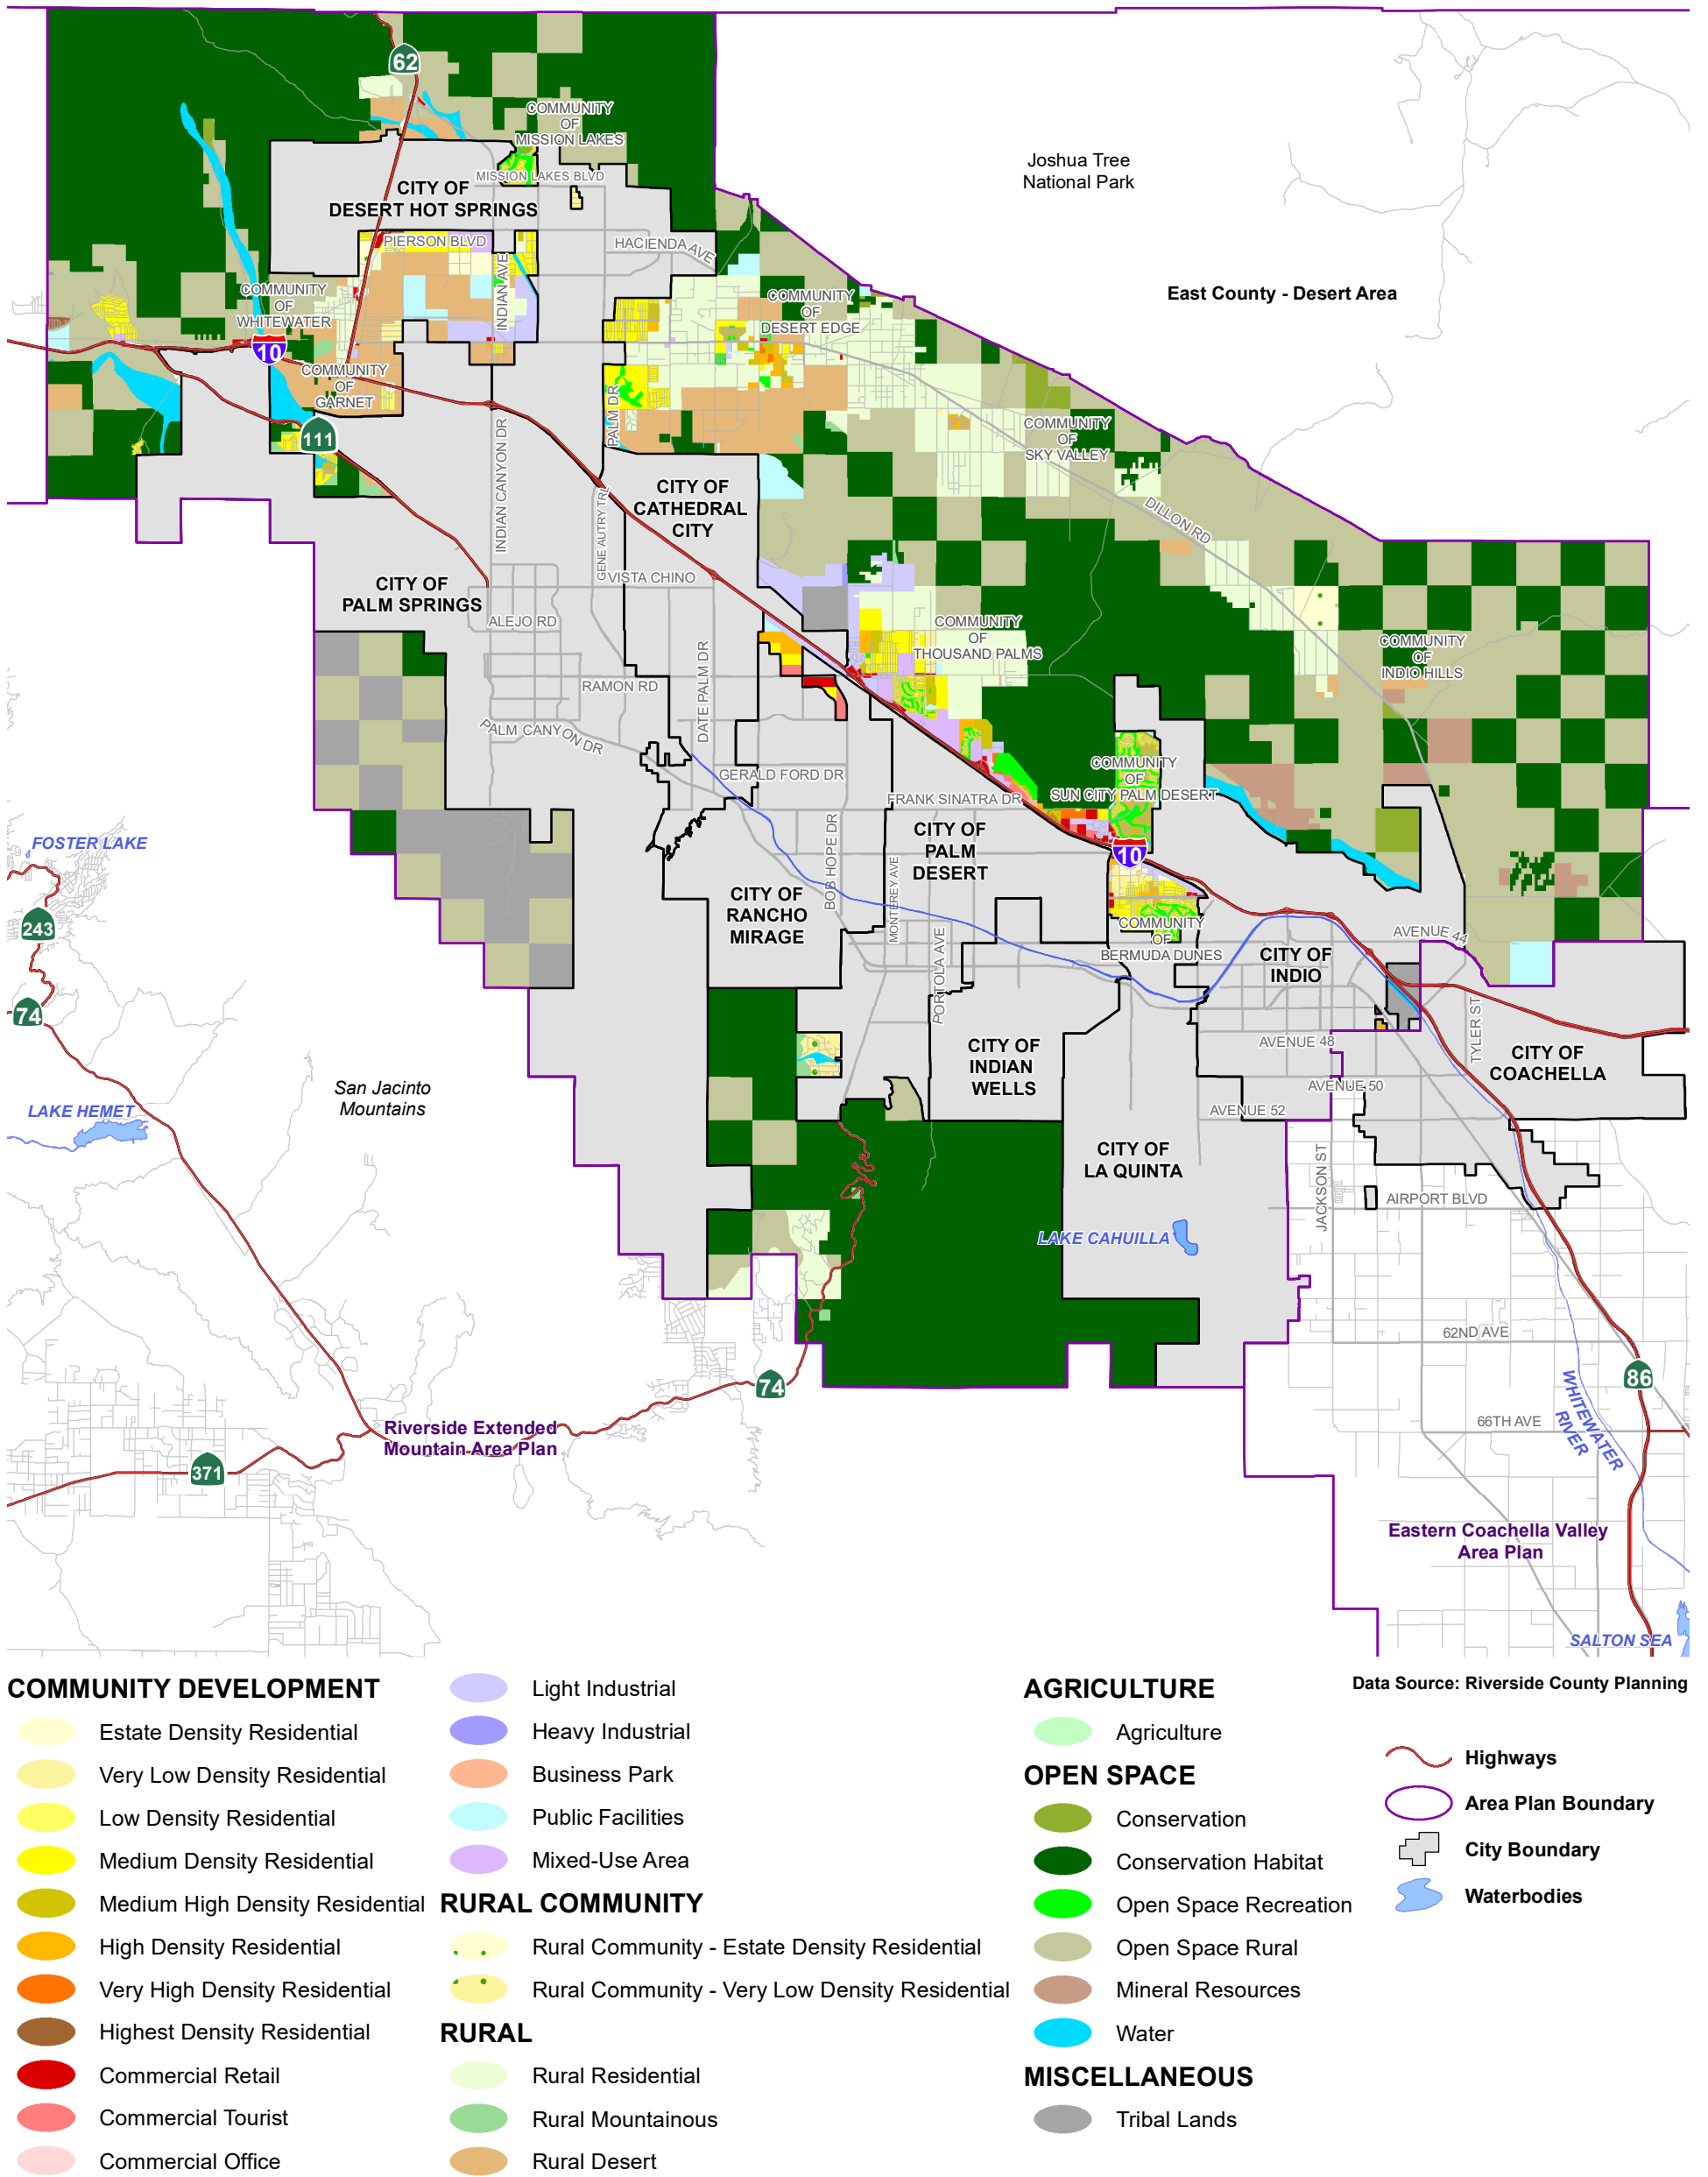 62
COMMUNITY
OF
MISSION LAKES
MISSION LAKES BLVD
CITY OF
DESERT HOT SPRINGS
PIERSON BLVD
INDIAN AVE
HACIENDA AVE
Joshua Tree
National Park
East County - Desert Area
COMMUNITY
OF
WHITEWATER
10
COMMUNITY
OF
GARNET
111
COMMUNITY
OF
DESERT EDGE
PALM DR
COMMUNITY
OF
SKY VALLEY
DILLON RD
INDIAN CANYON DR
GENE AUTRY TRL
CITY OF
CATHEDRAL
CITY
VISTA CHINO
CITY OF
PALM SPRINGS
ALEJO RD
RAMON RD
PALM CANYON DR
DATE PALM DR
COMMUNITY
OF
THOUSAND PALMS
COMMUNITY
OF
INDIO HILLS
GERALD FORD DR
FRANK SINATRA DR
COMMUNITY
OF
SUN CITY PALM DESERT
10
CITY OF
PALM
DESERT
BOB HOPE DR
MONTEREY AVE
PORTOLA AVE
CITY OF
RANCHO
MIRAGE
COMMUNITY
OF
BERMUDA DUNES
CITY OF
INDIO
AVENUE 44
FOSTER LAKE
243
74
LAKE HEMET
San Jacinto
Mountains
CITY OF
INDIAN
WELLS
AVENUE 48
AVENUE 50
AVENUE 52
TYLER ST
CITY OF
COACHELLA
CITY OF
LA QUINTA
JACKSON ST
AIRPORT BLVD
LAKE CAHUILLA
62ND AVE
86
WHITEWATER
RIVER
66TH AVE
74
Riverside Extended
Mountain Area Plan
371
Eastern Coachella Valley
Area Plan
SALTON SEA
Data Source: Riverside County Planning
COMMUNITY DEVELOPMENT
Estate Density Residential
Very Low Density Residential
Low Density Residential
Medium Density Residential
Medium High Density Residential
High Density Residential
Very High Density Residential
Highest Density Residential
Commercial Retail
Commercial Tourist
Commercial Office
Light Industrial
Heavy Industrial
Business Park
Public Facilities
Mixed-Use Area
RURAL COMMUNITY
Rural Community - Estate Density Residential
Rural Community - Very Low Density Residential
RURAL
Rural Residential
Rural Mountainous
Rural Desert
AGRICULTURE
Agriculture
OPEN SPACE
Conservation
Conservation Habitat
Open Space Recreation
Open Space Rural
Mineral Resources
Water
MISCELLANEOUS
Tribal Lands
Highways
Area Plan Boundary
City Boundary
Waterbodies